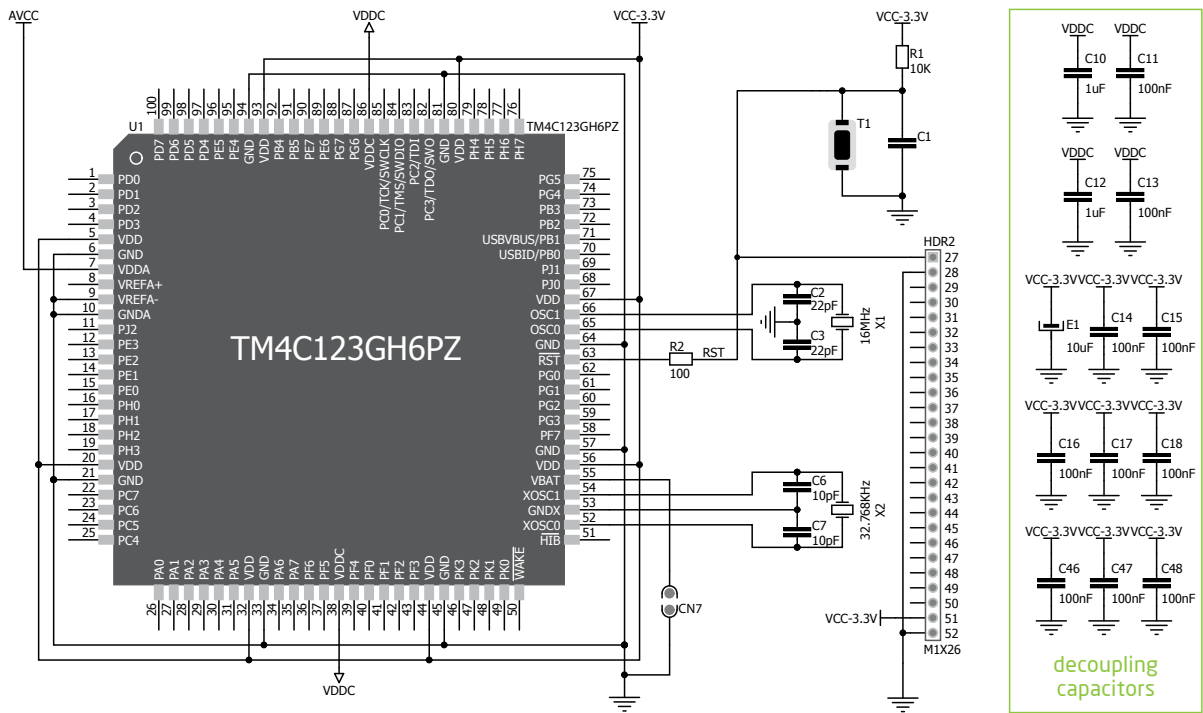 AVCC
VDDC
VCC-3.3V
VCC-3.3V
R1
10K
T1
C1
U1
TM4C123GH6PZ
100
99
98
97
96
95
94
93
92
91
90
89
88
87
86
85
84
83
82
81
80
79
78
77
76
PD7
PD6
PD5
PD4
PE5
PE4
GND
VDD
PB4
PB5
PE7
PE6
PG7
PG6
VDDC
PC0/TCK/SWCLK
PC1/TMS/SWDIO
PC2/TDI
PC3/TDO/SWO
GND
VDD
PH4
PH5
PH6
PH7
1 PD0
2 PD1
3 PD2
4 PD3
5 VDD
6 GND
7 VDDA
8 VREFA+
9 VREFA-
10 GNDA
11 PJ2
12 PE3
13 PE2
14 PE1
15 PE0
16 PH0
17 PH1
18 PH2
19 PH3
20 VDD
21 GND
22 PC7
23 PC6
24 PC5
25 PC4
TM4C123GH6PZ
PG5 75
PG4 74
PB3 73
PB2 72
USBVBUS/PB1 71
USBID/PB0 70
PJ1 69
PJ0 68
VDD 67
OSC1 66
OSC0 65
GND 64
RST 63
PG0 62
PG1 61
PG2 60
PG3 59
PF7 58
GND 57
VDD 56
VBAT 55
XOSC1 54
GNDX 53
XOSC0 52
HIB 51
PA0
PA1
PA2
PA3
PA4
PA5
VDD
GND
PA6
PA7
PF6
PF5
VDDC
PF4
PF0
PF1
PF2
PF3
VDD
GND
PK3
PK2
PK1
PK0
WAKE
26
27
28
29
30
31
32
33
34
35
36
37
38
39
40
41
42
43
44
45
46
47
48
49
50
VDDC
C2
22pF
C3
22pF
16MHz
X1
R2
100
RST
C6
10pF
C7
10pF
32.768KHz
X2
CN7
HDR2
27
28
29
30
31
32
33
34
35
36
37
38
39
40
41
42
43
44
45
46
47
48
49
50
51
52
VCC-3.3V
M1X26
VDDC VDDC
C10 C11
1uF 100nF
VDDC VDDC
C12 C13
1uF 100nF
VCC-3.3V VCC-3.3V VCC-3.3V
E1 C14 C15
10uF 100nF 100nF
VCC-3.3V VCC-3.3V VCC-3.3V
C16 C17 C18
100nF 100nF 100nF
VCC-3.3V VCC-3.3V VCC-3.3V
C46 C47 C48
100nF 100nF 100nF
decoupling
capacitors